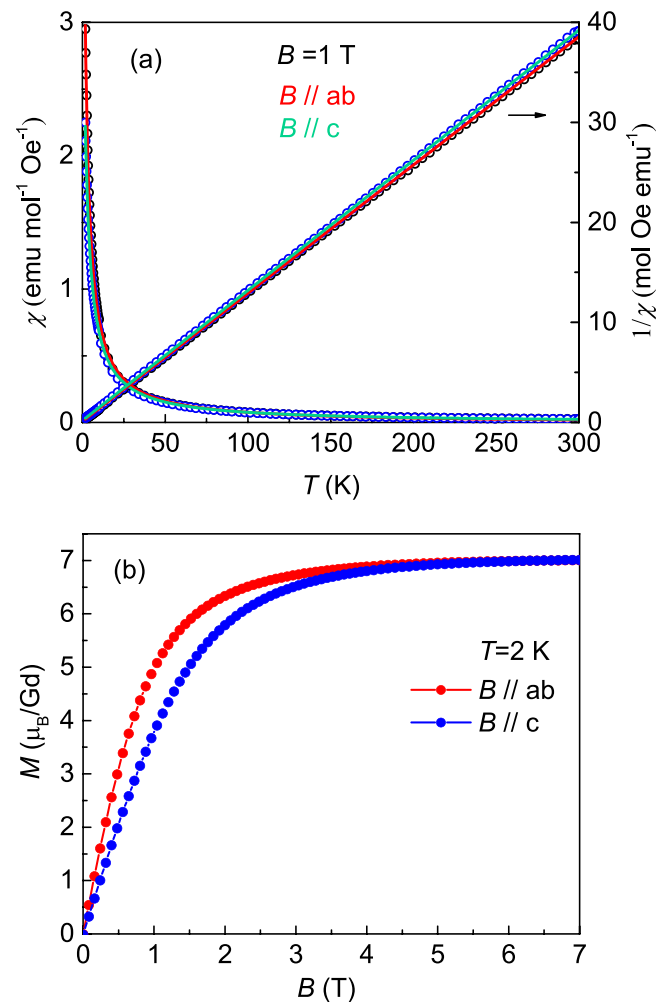 (a)
B =1 T
B // ab
B // c
3
2
1
0
χ (emu mol⁻¹ Oe⁻¹)
40
30
20
10
0
1/χ (mol Oe emu⁻¹)
0 50 100 150 200 250 300
T (K)
(b)
T=2 K
B // ab
B // c
7
6
5
4
3
2
1
0
M (μ_B/Gd)
0 1 2 3 4 5 6 7
B (T)